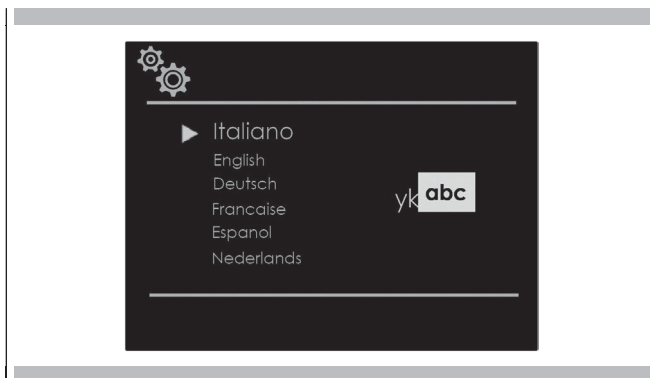 Italiano
English
Deutsch
Francaise
Espanol
Nederlands
yk abc